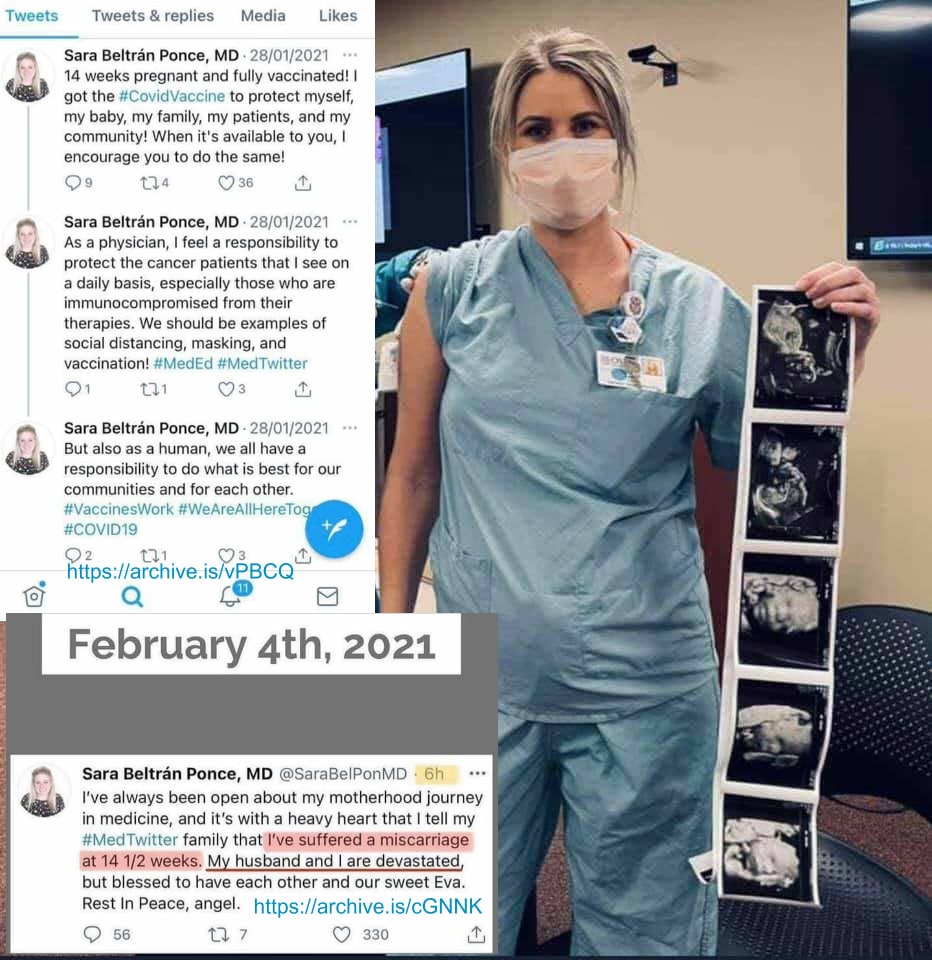 Tweets Tweets & replies Media Likes
Sara Beltrán Ponce, MD · 28/01/2021 ···
14 weeks pregnant and fully vaccinated! I
got the #CovidVaccine to protect myself,
my baby, my family, my patients, and my
community! When it's available to you, I
encourage you to do the same!
9 4 36
Sara Beltrán Ponce, MD · 28/01/2021 ···
As a physician, I feel a responsibility to
protect the cancer patients that I see on
a daily basis, especially those who are
immunocompromised from their
therapies. We should be examples of
social distancing, masking, and
vaccination! #MedEd #MedTwitter
1 1 3
Sara Beltrán Ponce, MD · 28/01/2021 ···
But also as a human, we all have a
responsibility to do what is best for our
communities and for each other.
#VaccinesWork #WeAreAllHereTog
#COVID19
2 1 3
https://archive.is/vPBCQ
11
February 4th, 2021
Sara Beltrán Ponce, MD @SaraBelPonMD · 6h ···
I've always been open about my motherhood journey
in medicine, and it's with a heavy heart that I tell my
#MedTwitter family that I've suffered a miscarriage
at 14 1/2 weeks. My husband and I are devastated,
but blessed to have each other and our sweet Eva.
Rest In Peace, angel. https://archive.is/cGNNK
56 7 330